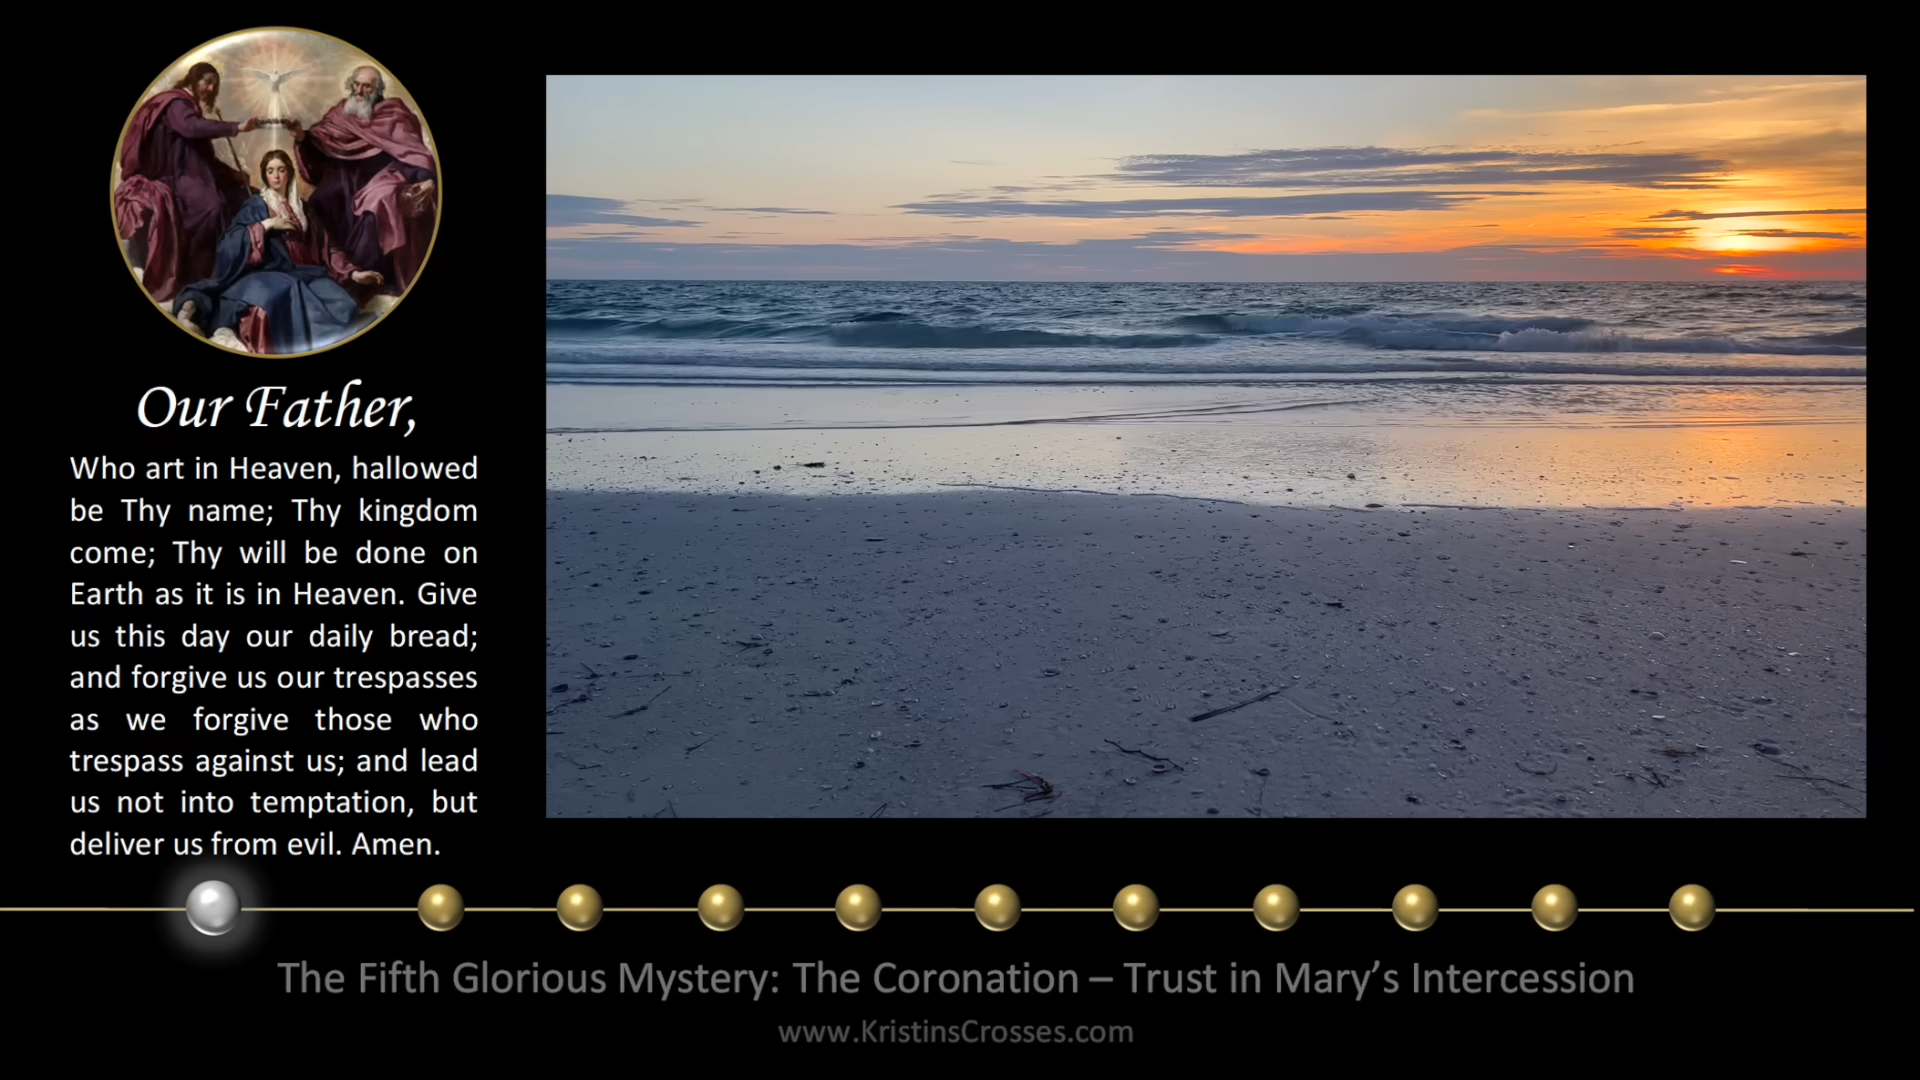 Our Father,
Who art in Heaven, hallowed
be Thy name; Thy kingdom
come; Thy will be done on
Earth as it is in Heaven. Give
us this day our daily bread;
and forgive us our trespasses
as we forgive those who
trespass against us; and lead
us not into temptation, but
deliver us from evil. Amen.
The Fifth Glorious Mystery: The Coronation – Trust in Mary’s Intercession
www.KristinsCrosses.com